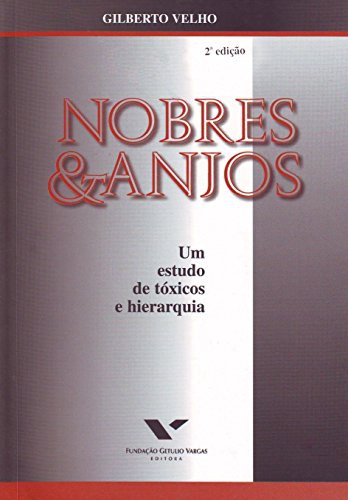 GILBERTO VELHO
2ª edição
NOBRES
&ANJOS
Um
estudo
de tóxicos
e hierarquia
FUNDAÇÃO GETULIO VARGAS
EDITORA